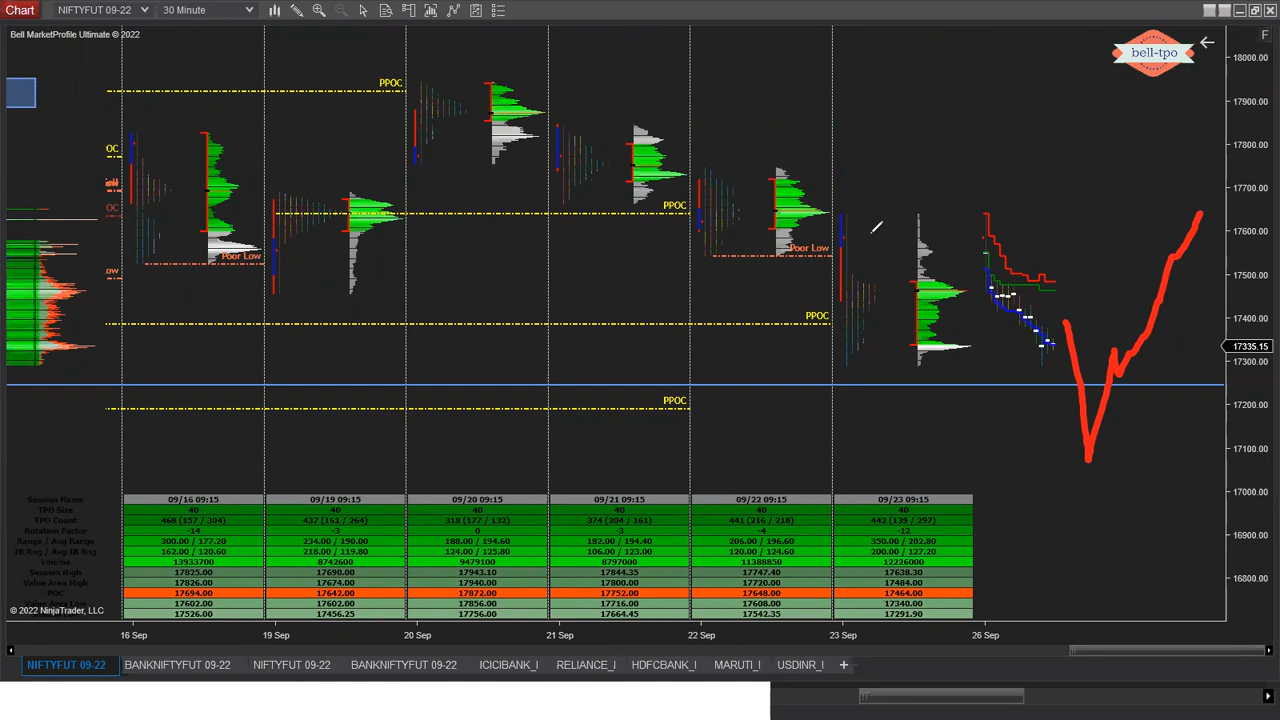 Chart NIFTYFUT 09-22 30 Minute
Bell MarketProfile Ultimate © 2022
F
bell-tpo
18000.00
PPOC
17900.00
OC
17800.00
17700.00
PPOC
17600.00
Poor Low Poor Low
ow
17500.00
PPOC
17400.00
17335.15
17300.00
PPOC
17200.00
17100.00
17000.00
16900.00
16800.00
Session Name 09/16 09:15 09/19 09:15 09/20 09:15 09/21 09:15 09/22 09:15 09/23 09:15
TPO Size 40 40 40 40 40 40
TPO Count 468 (157 / 304) 437 (161 / 264) 318 (177 / 132) 374 (204 / 161) 441 (216 / 218) 442 (139 / 297)
Rotation Factor -14 -3 0 -3 -4 -12
Range / Avg Range 300.00 / 177.20 234.00 / 190.00 188.00 / 194.60 182.00 / 194.40 206.00 / 196.60 350.00 / 202.80
IB Rng / Avg IB Rng 162.00 / 120.60 218.00 / 119.80 124.00 / 125.80 106.00 / 123.00 120.00 / 124.60 200.00 / 127.20
Volume 13933700 8742600 9479100 8797000 11388850 12226000
Session High 17825.00 17690.00 17943.10 17844.35 17747.40 17638.30
Value Area High 17826.00 17674.00 17940.00 17800.00 17720.00 17484.00
POC 17694.00 17642.00 17872.00 17752.00 17648.00 17464.00
Value Area Low 17602.00 17602.00 17856.00 17716.00 17608.00 17340.00
17526.00 17456.25 17756.00 17664.45 17542.35 17291.90
© 2022 NinjaTrader, LLC
16 Sep 19 Sep 20 Sep 21 Sep 22 Sep 23 Sep 26 Sep
NIFTYFUT 09-22 BANKNIFTYFUT 09-22 NIFTYFUT 09-22 BANKNIFTYFUT 09-22 ICICIBANK_I RELIANCE_I HDFCBANK_I MARUTI_I USDINR_I +